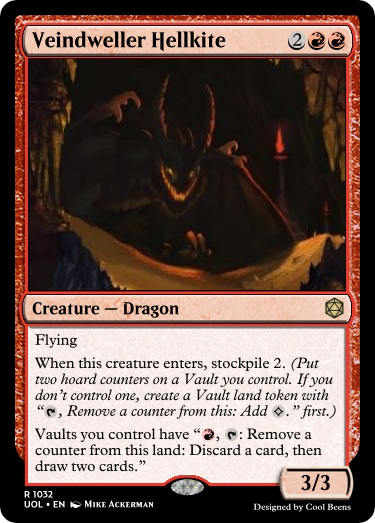 Veindweller Hellkite 2
Creature — Dragon
Flying
When this creature enters, stockpile 2. (Put
two hoard counters on a Vault you control. If you
don't control one, create a Vault land token with
“, Remove a counter from this: Add .” first.)
Vaults you control have “, : Remove a
counter from this land: Discard a card, then
draw two cards.”
3/3
R 1032
UOL • EN Mike Ackerman
Designed by Cool Beens